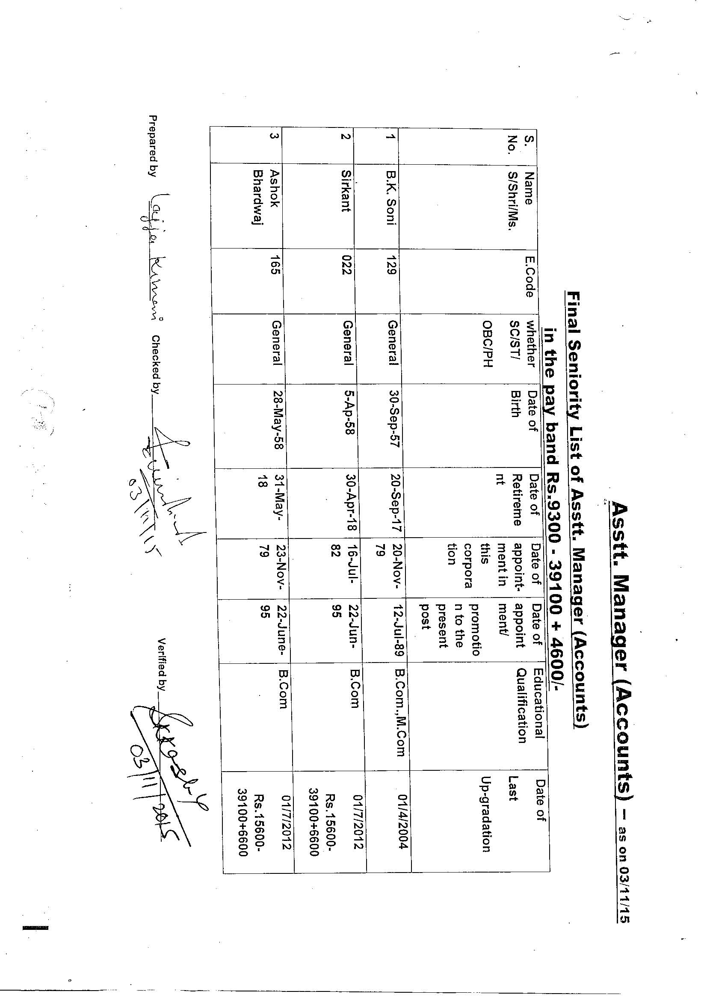 Asstt. Manager (Accounts) – as on 03/11/15
Final Seniority List of Asstt. Manager (Accounts)
in the pay band Rs.9300 - 39100 + 4600/-
S. No. Name S/Shri/Ms. E.Code whether SC/ST/ OBC/PH Date of Birth Date of Retireme nt Date of appoint- ment in this corpora tion Date of appoint ment/ promotio n to the present post Educational Qualification Date of Last Up-gradation
1 B.K. Soni 129 General 30-Sep-57 20-Sep-17 20-Nov- 79 12-Jul-89 B.Com.,M.Com 01/4/2004
2 Sirkant 022 General 5-Ap-58 30-Apr-18 16-Jul- 82 22-Jun- 95 B.Com 01/7/2012 Rs.15600- 39100+6600
3 Ashok Bhardwaj 165 General 28-May-58 31-May- 18 23-Nov- 79 22-June- 95 B.Com 01/7/2012 Rs.15600- 39100+6600
Prepared by Checked by Verified by
03/11/15 03/11/2015